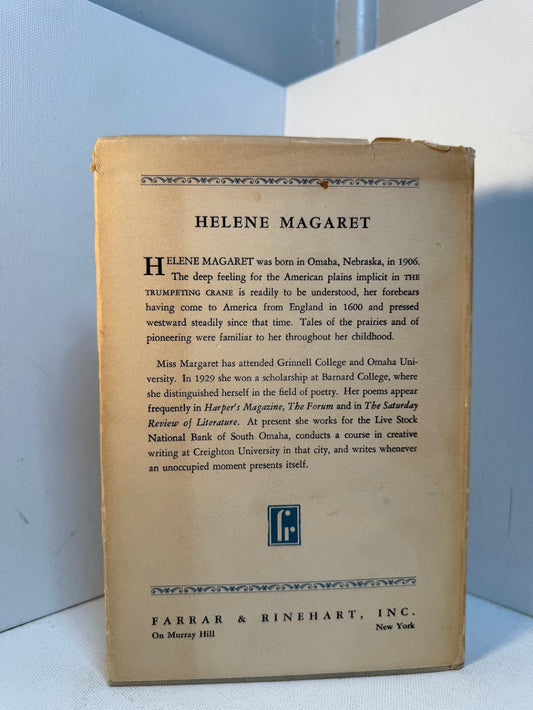 HELENE MAGARET
HELENE MAGARET was born in Omaha, Nebraska, in 1906.
The deep feeling for the American plains implicit in THE
TRUMPETING CRANE is readily to be understood, her forebears
having come to America from England in 1600 and pressed
westward steadily since that time. Tales of the prairies and of
pioneering were familiar to her throughout her childhood.
Miss Margaret has attended Grinnell College and Omaha Uni-
versity. In 1929 she won a scholarship at Barnard College, where
she distinguished herself in the field of poetry. Her poems appear
frequently in Harper's Magazine, The Forum and in The Saturday
Review of Literature. At present she works for the Live Stock
National Bank of South Omaha, conducts a course in creative
writing at Creighton University in that city, and writes whenever
an unoccupied moment presents itself.
fr
FARRAR & RINEHART, INC.
On Murray Hill New York